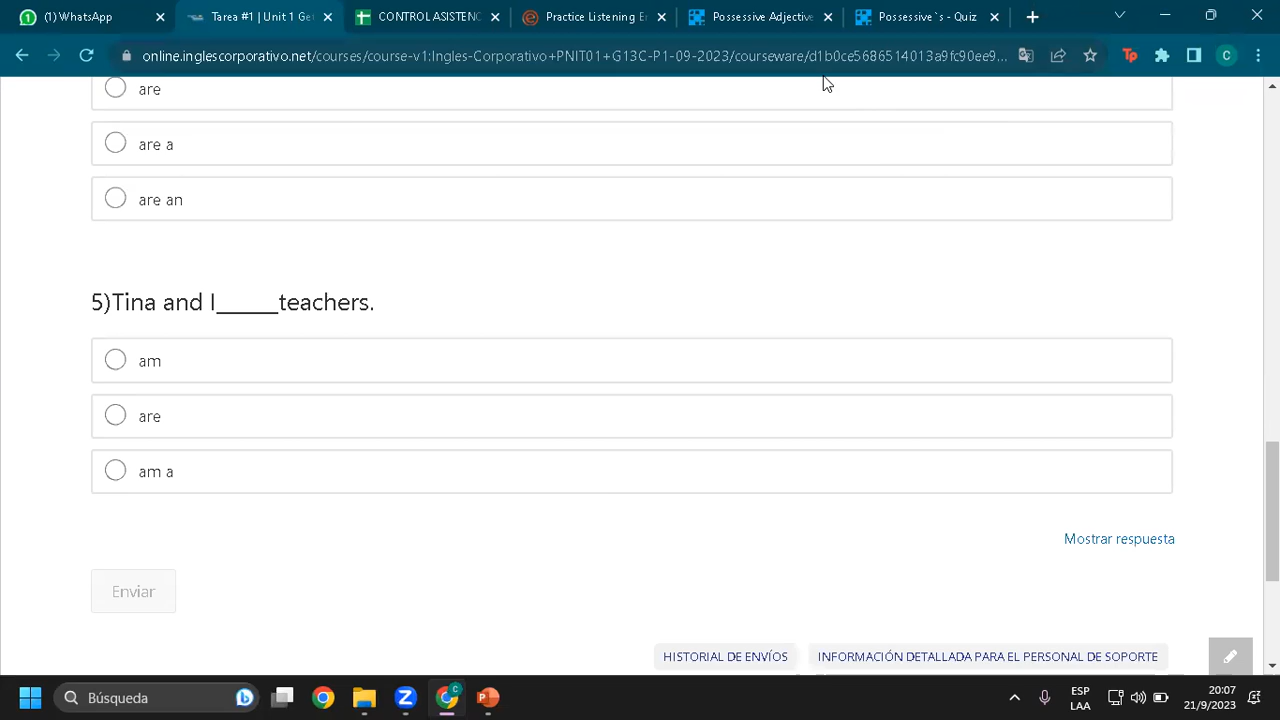 (1) WhatsApp
Tarea #1 | Unit 1 Ge
CONTROL ASISTENC
Practice Listening E
Possessive Adjective
Possessive `s - Quiz
online.inglescorporativo.net/courses/course-v1:Ingles-Corporativo+PNIT01+G13C-P1-09-2023/courseware/d1b0ce5686514013a9fc90ee9...
are
are a
are an
5)Tina and I______teachers.
am
are
am a
Mostrar respuesta
Enviar
HISTORIAL DE ENVÍOS
INFORMACIÓN DETALLADA PARA EL PERSONAL DE SOPORTE
Búsqueda
ESP
LAA
20:07
21/9/2023